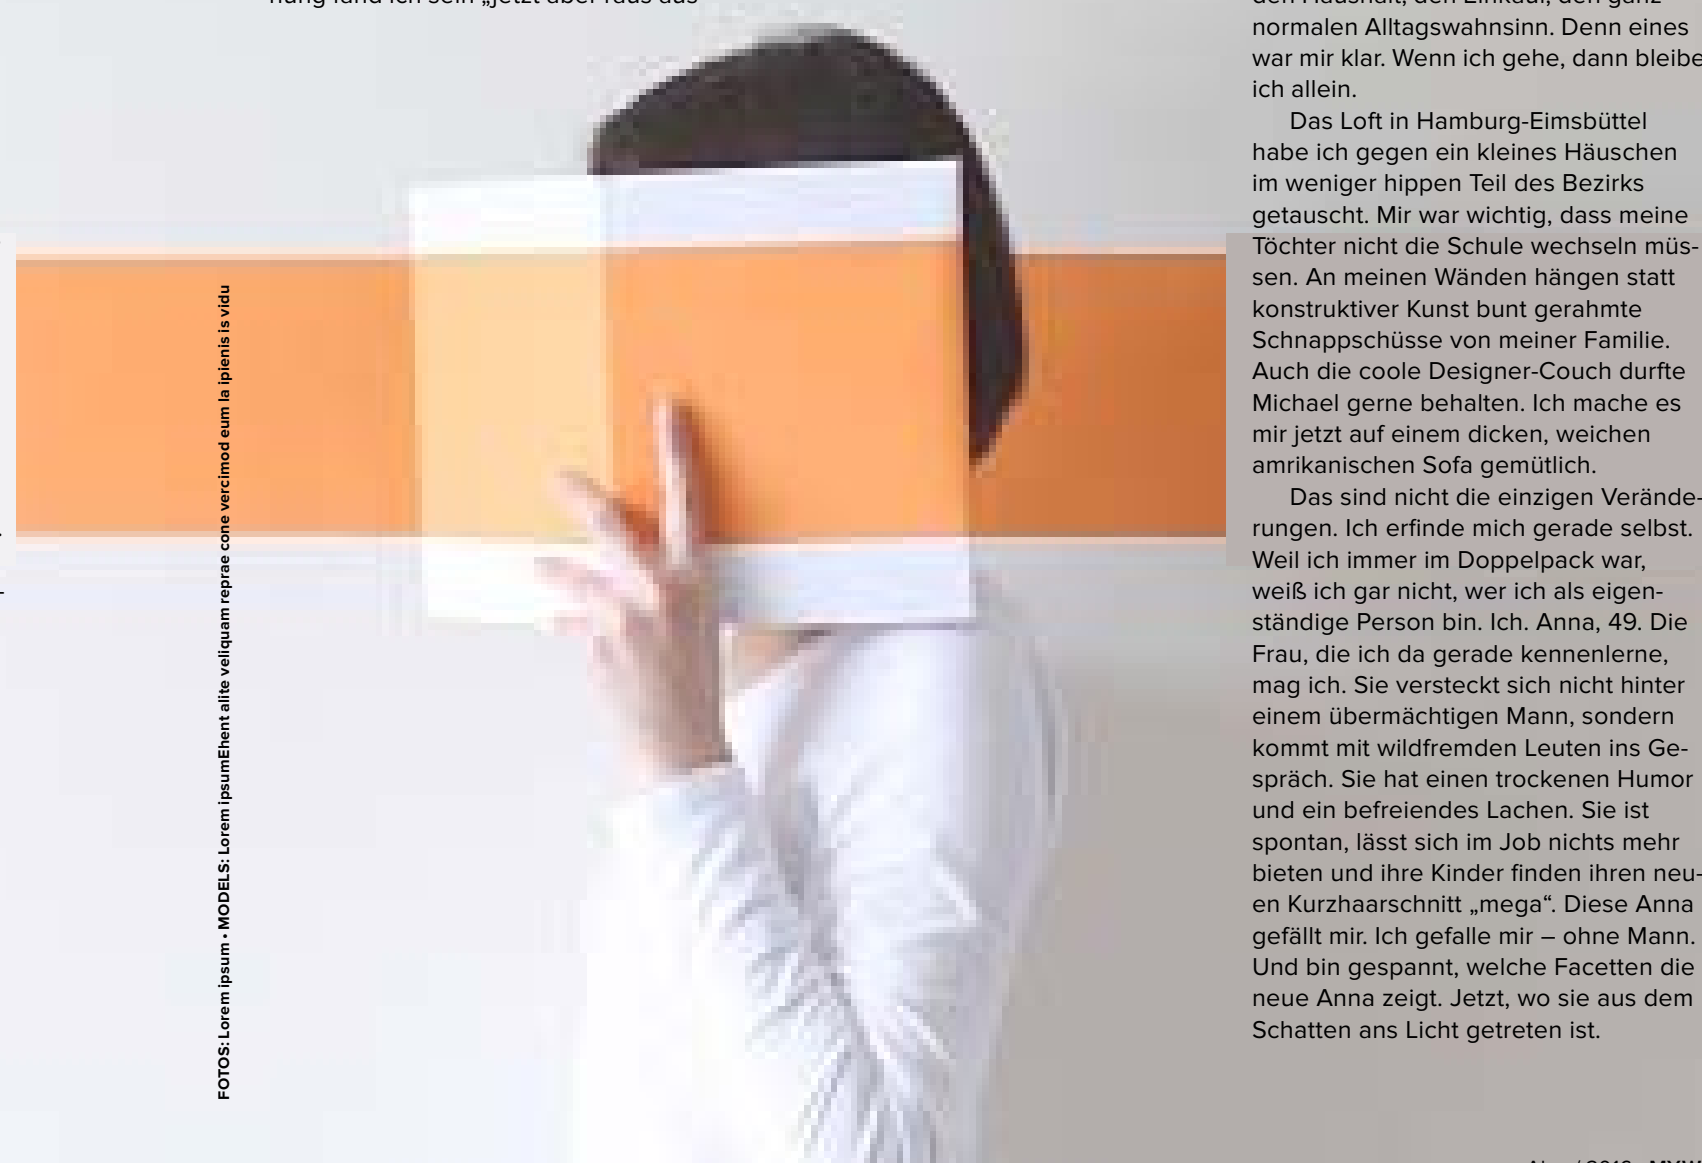 nung fand ich sein „jetzt aber raus aus
FOTOS: Lorem ipsum • MODELS: Lorem ipsumEhent alite veliquam reprae cone vercimod eum la ipienis is vidu
den Haushalt, den Einkauf, den ganz
normalen Alltagswahnsinn. Denn eines
war mir klar. Wenn ich gehe, dann bleibe
ich allein.
Das Loft in Hamburg-Eimsbüttel
habe ich gegen ein kleines Häuschen
im weniger hippen Teil des Bezirks
getauscht. Mir war wichtig, dass meine
Töchter nicht die Schule wechseln müs-
sen. An meinen Wänden hängen statt
konstruktiver Kunst bunt gerahmte
Schnappschüsse von meiner Familie.
Auch die coole Designer-Couch durfte
Michael gerne behalten. Ich mache es
mir jetzt auf einem dicken, weichen
amrikanischen Sofa gemütlich.
Das sind nicht die einzigen Verände-
rungen. Ich erfinde mich gerade selbst.
Weil ich immer im Doppelpack war,
weiß ich gar nicht, wer ich als eigen-
ständige Person bin. Ich. Anna, 49. Die
Frau, die ich da gerade kennenlerne,
mag ich. Sie versteckt sich nicht hinter
einem übermächtigen Mann, sondern
kommt mit wildfremden Leuten ins Ge-
spräch. Sie hat einen trockenen Humor
und ein befreiendes Lachen. Sie ist
spontan, lässt sich im Job nichts mehr
bieten und ihre Kinder finden ihren neu-
en Kurzhaarschnitt „mega“. Diese Anna
gefällt mir. Ich gefalle mir – ohne Mann.
Und bin gespannt, welche Facetten die
neue Anna zeigt. Jetzt, wo sie aus dem
Schatten ans Licht getreten ist.